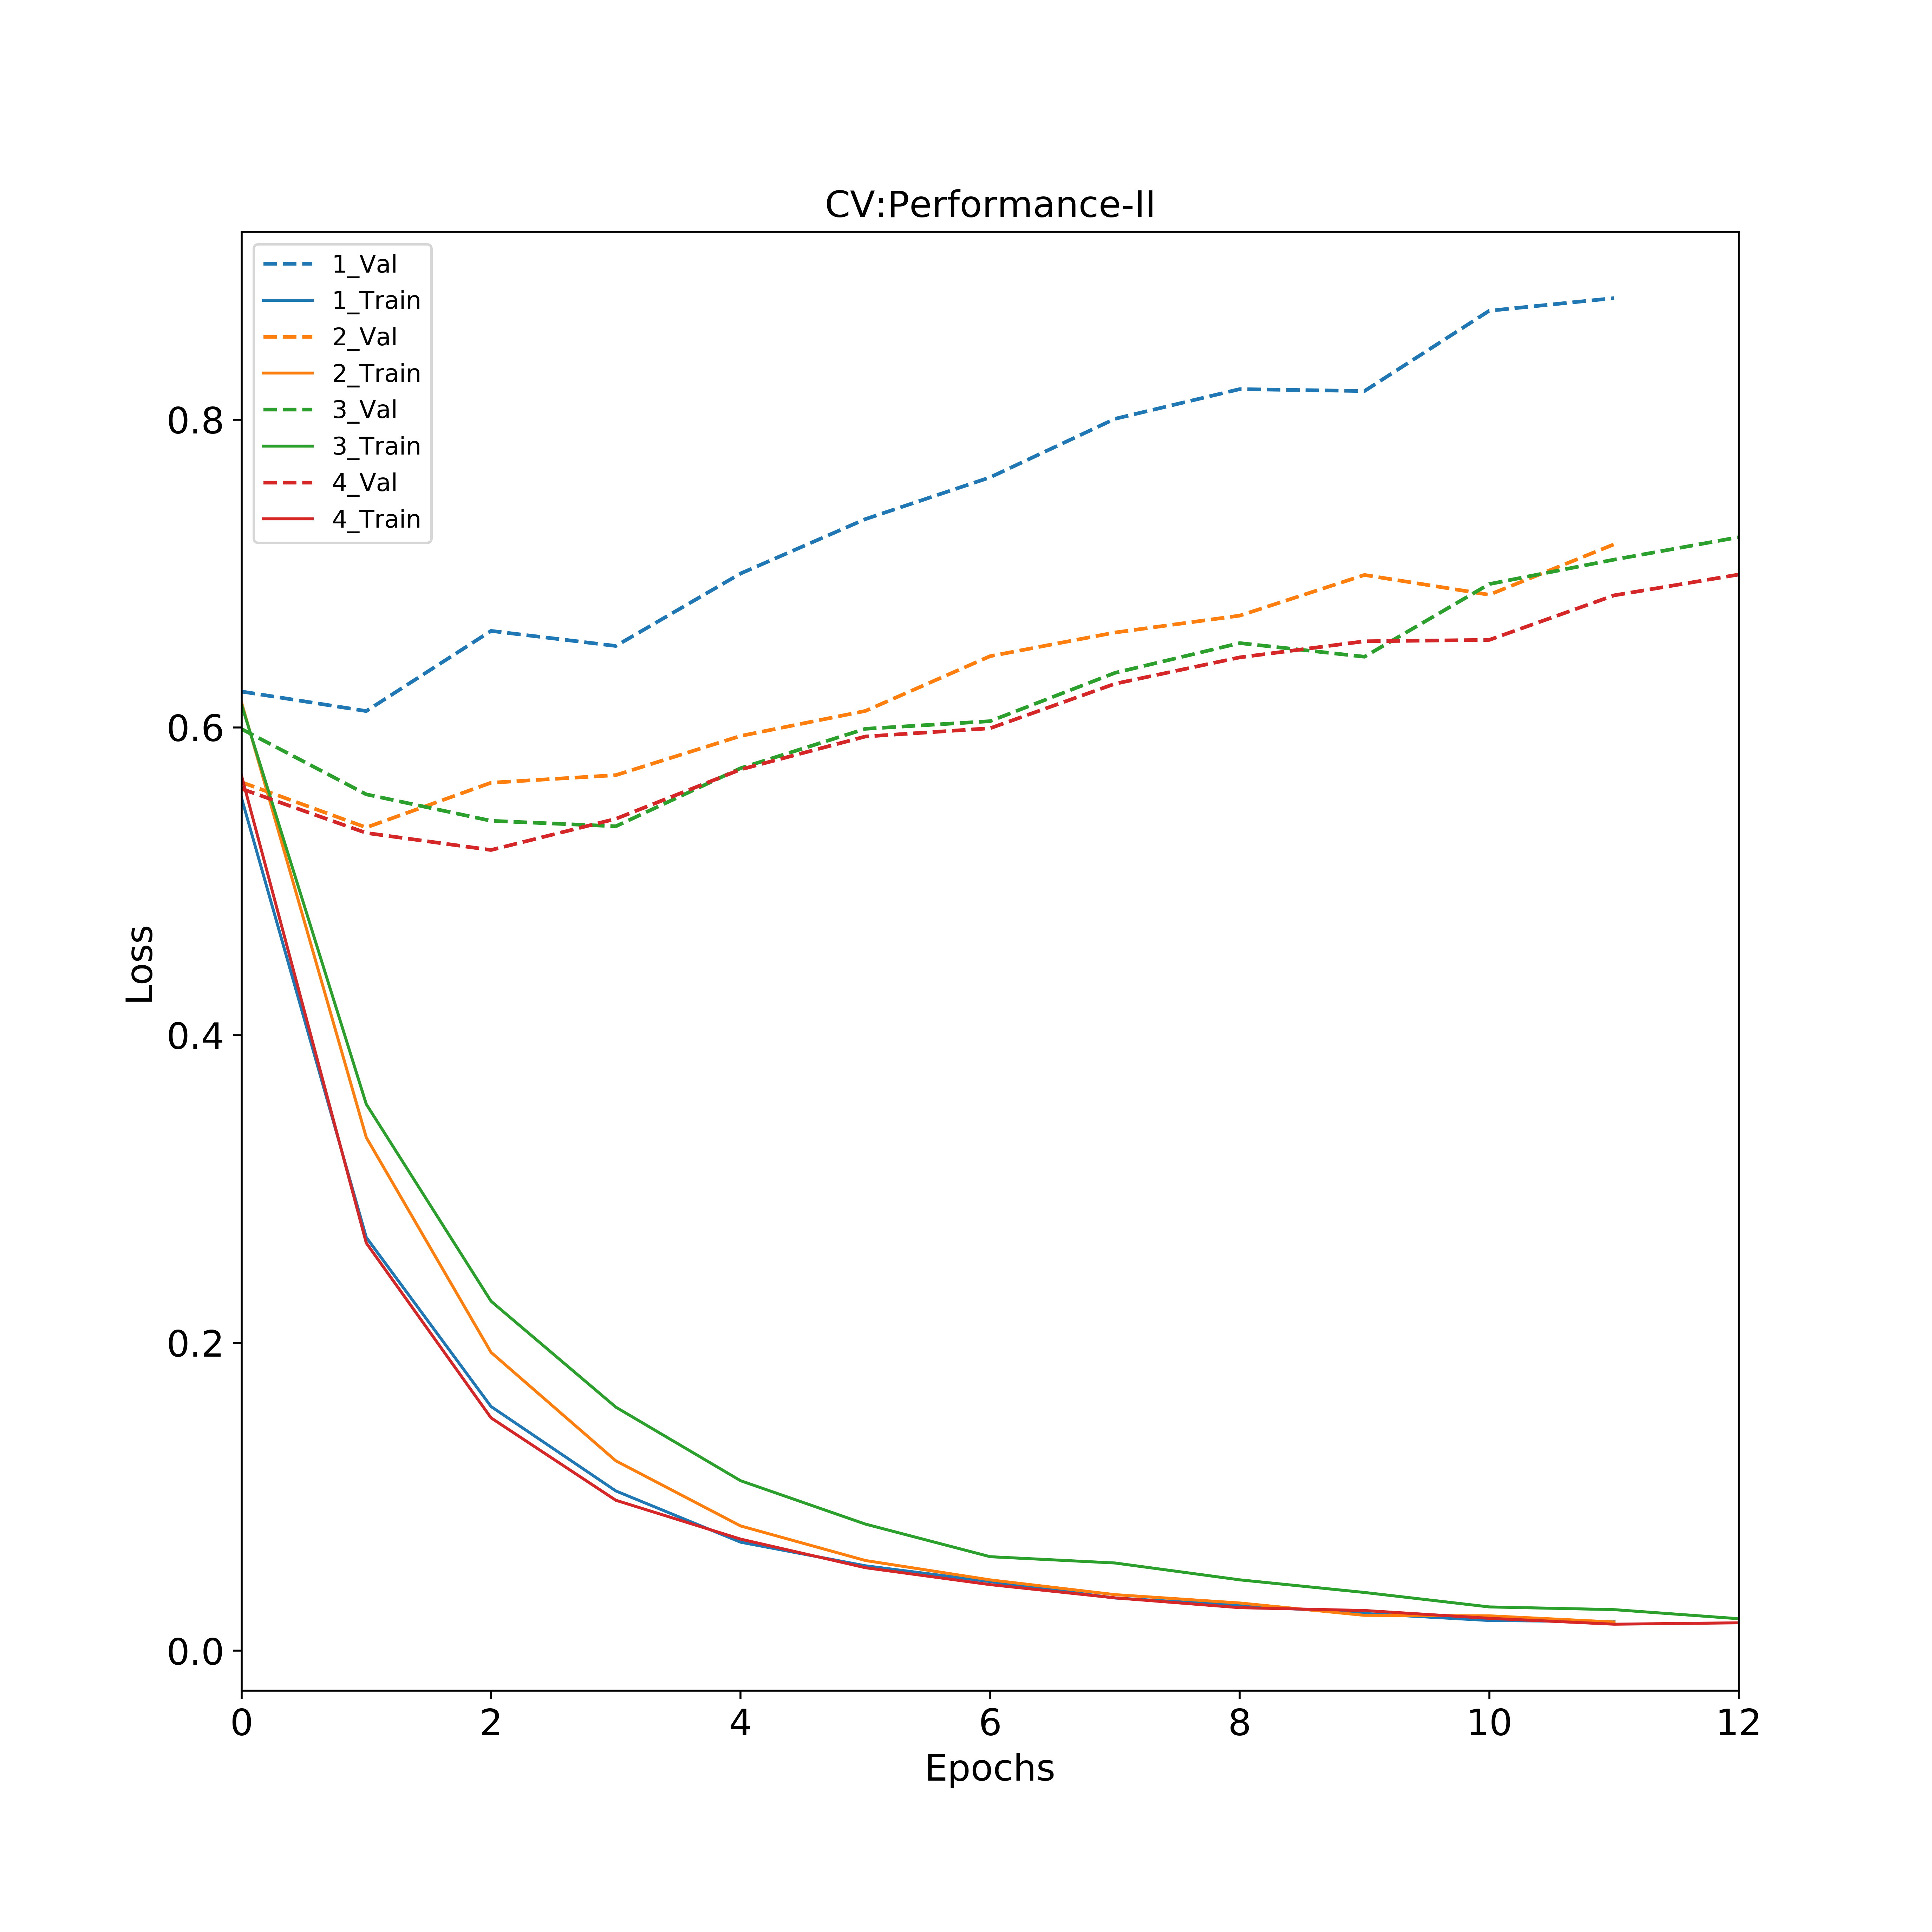 CV:Performance-II
1_Val
1_Train
2_Val
2_Train
3_Val
3_Train
4_Val
4_Train
0.8
0.6
0.4
0.2
0.0
Loss
0 2 4 6 8 10 12
Epochs